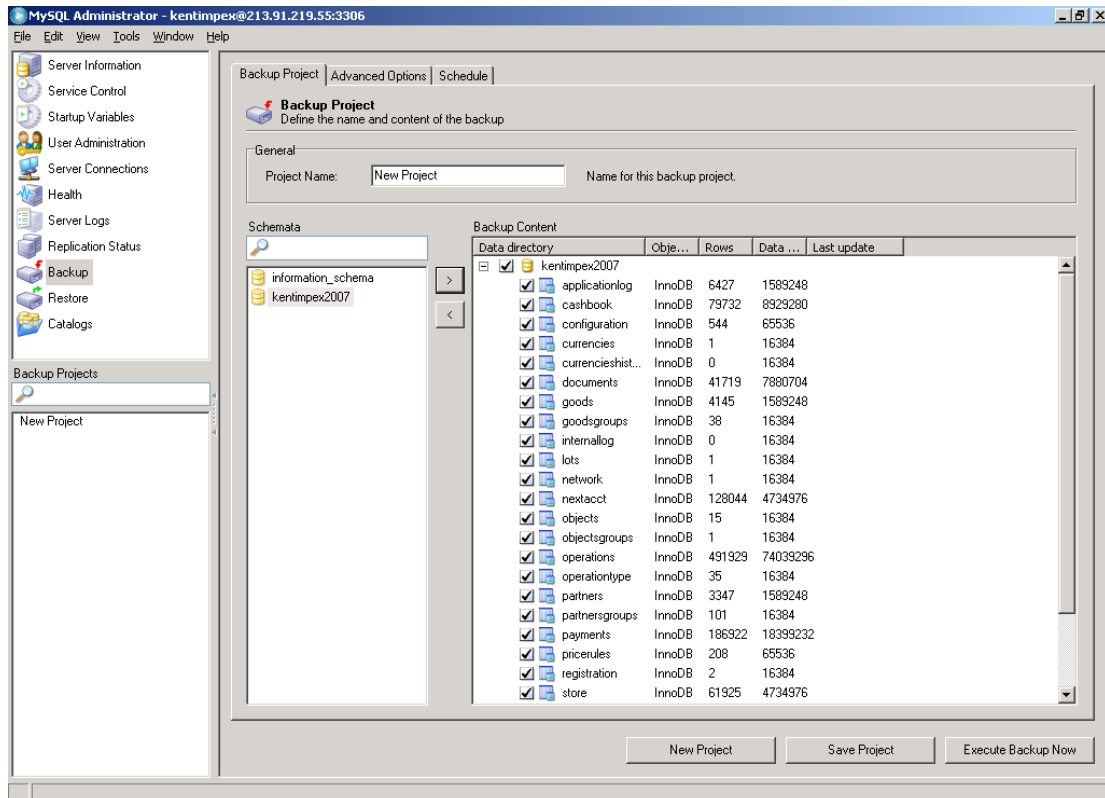 MySQL Administrator - kentimpex@213.91.219.55:3306
File Edit View Tools Window Help
Server Information
Service Control
Startup Variables
User Administration
Server Connections
Health
Server Logs
Replication Status
Backup
Restore
Catalogs
Backup Projects
New Project
Backup Project Advanced Options Schedule
Backup Project
Define the name and content of the backup
General
Project Name: New Project Name for this backup project.
Schemata
information_schema
kentimpex2007
>
<
Backup Content
Data directory Obje... Rows Data ... Last update
kentimpex2007
applicationlog InnoDB 6427 1589248
cashbook InnoDB 79732 8929280
configuration InnoDB 544 65536
currencies InnoDB 1 16384
currencieshist... InnoDB 0 16384
documents InnoDB 41719 7880704
goods InnoDB 4145 1589248
goodsgroups InnoDB 38 16384
internallog InnoDB 0 16384
lots InnoDB 1 16384
network InnoDB 1 16384
nextacct InnoDB 128044 4734976
objects InnoDB 15 16384
objectsgroups InnoDB 1 16384
operations InnoDB 491929 74039296
operationtype InnoDB 35 16384
partners InnoDB 3347 1589248
partnersgroups InnoDB 101 16384
payments InnoDB 186922 18399232
pricerules InnoDB 208 65536
registration InnoDB 2 16384
store InnoDB 61925 4734976
New Project Save Project Execute Backup Now